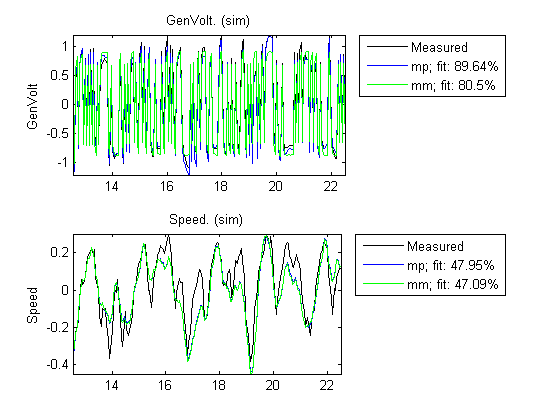 GenVolt. (sim)
1
0.5
0
-0.5
-1
GenVolt
14 16 18 20 22
Measured
mp; fit: 89.64%
mm; fit: 80.5%
Speed. (sim)
0.2
0
-0.2
-0.4
Speed
14 16 18 20 22
Measured
mp; fit: 47.95%
mm; fit: 47.09%